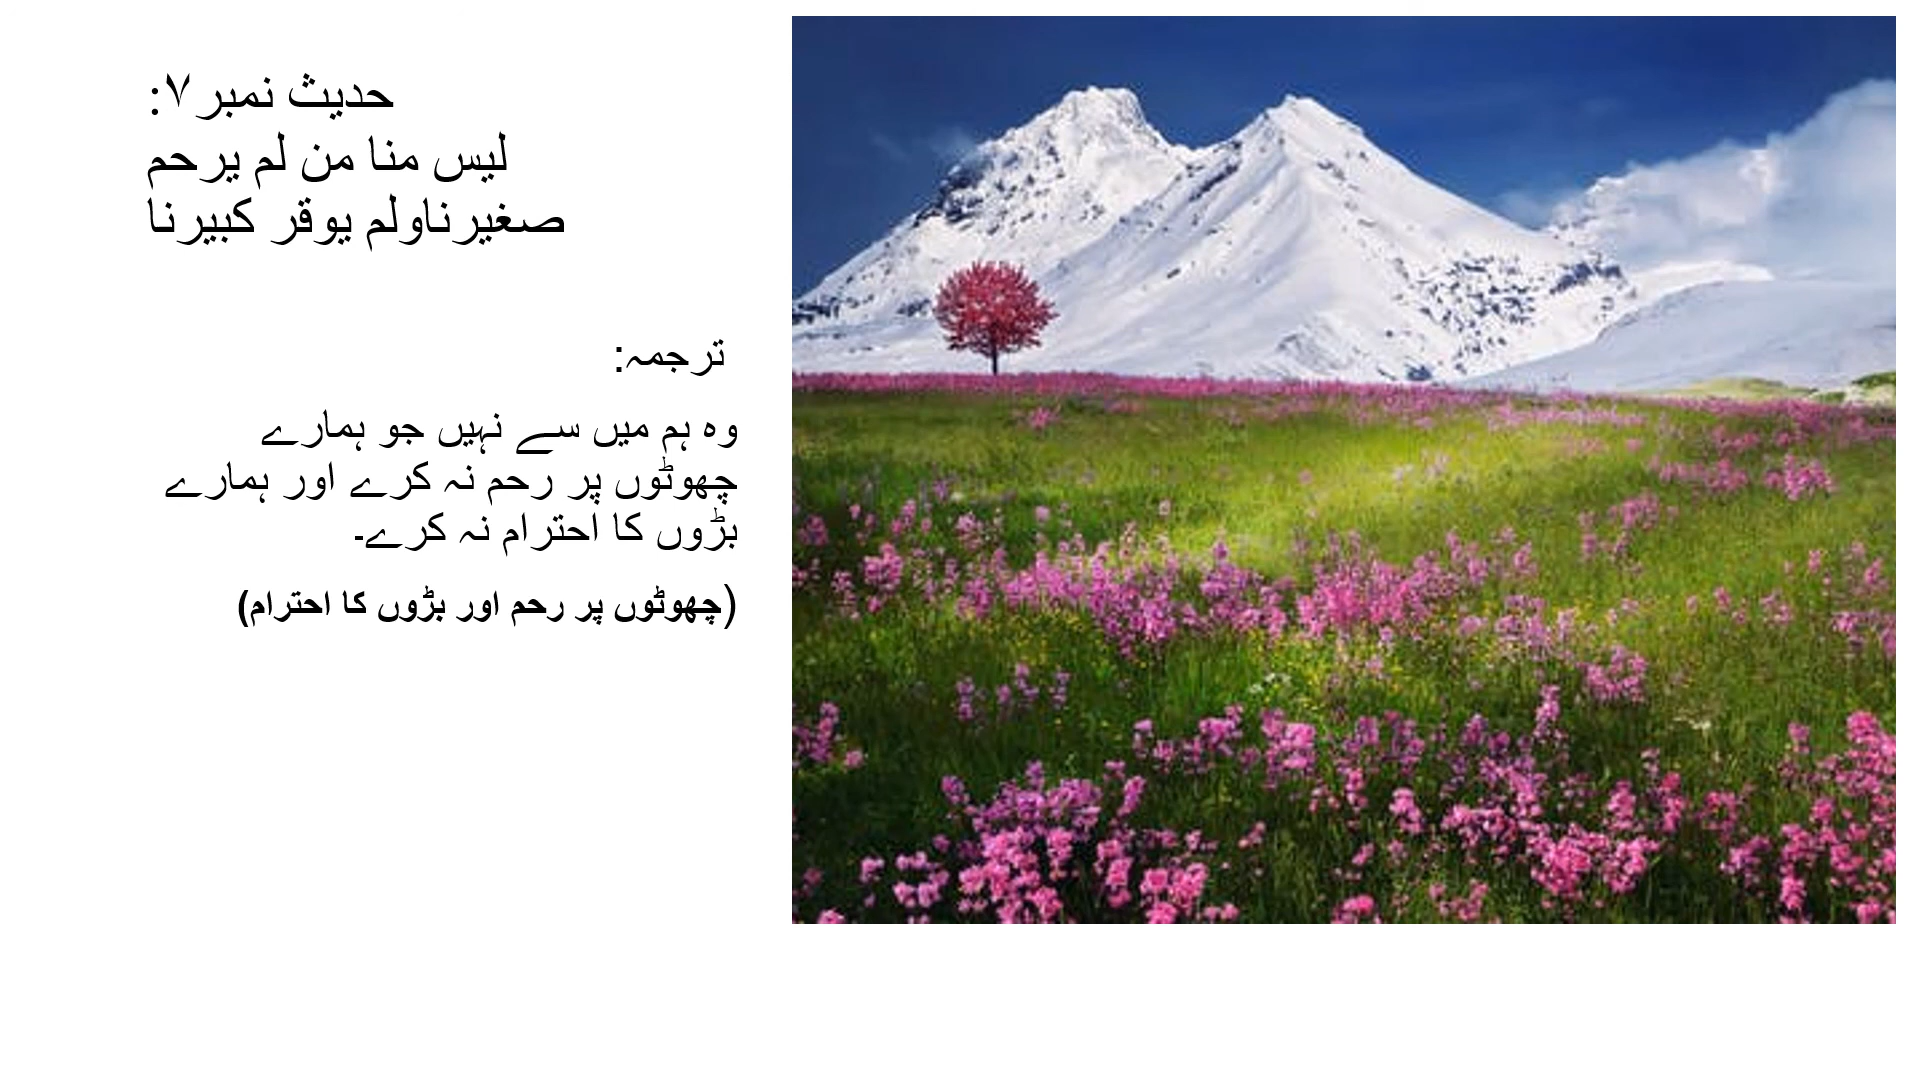 حدیث نمبر۷:
لیس منا من لم یرحم
صغیرناولم یوقر کبیرنا
ترجمہ:
وہ ہم میں سے نہیں جو ہمارے
چھوٹوں پر رحم نہ کرے اور ہمارے
بڑوں کا احترام نہ کرے۔
(چھوٹوں پر رحم اور بڑوں کا احترام)